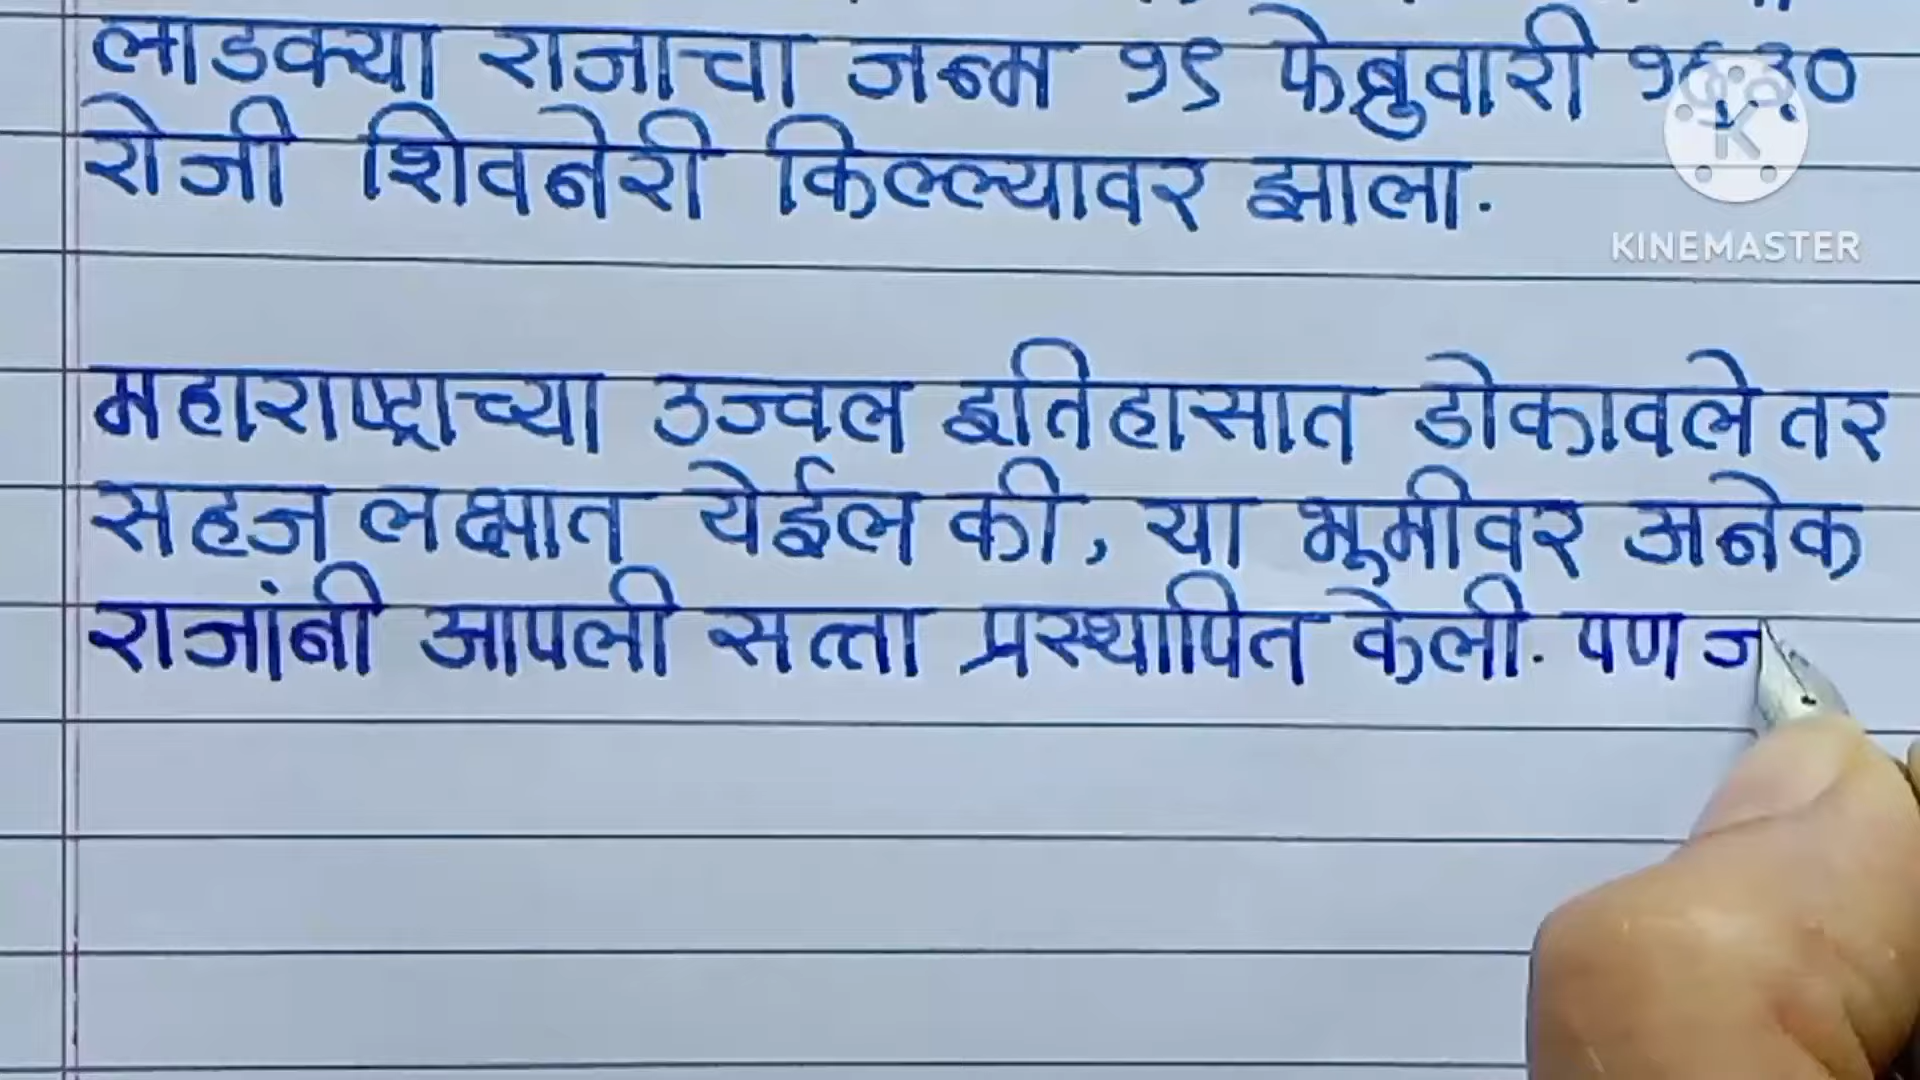 लाडक्या राजाचा जन्म १९ फेब्रुवारी १६३०
रोजी शिवनेरी किल्ल्यावर झाला.
KINEMASTER
महाराष्ट्राच्या उज्वल इतिहासात डोकावले तर
सहज लक्षात येईल की, या भूमीवर अनेक
राजांनी आपली सत्ता प्रस्थापित केली. पण ज